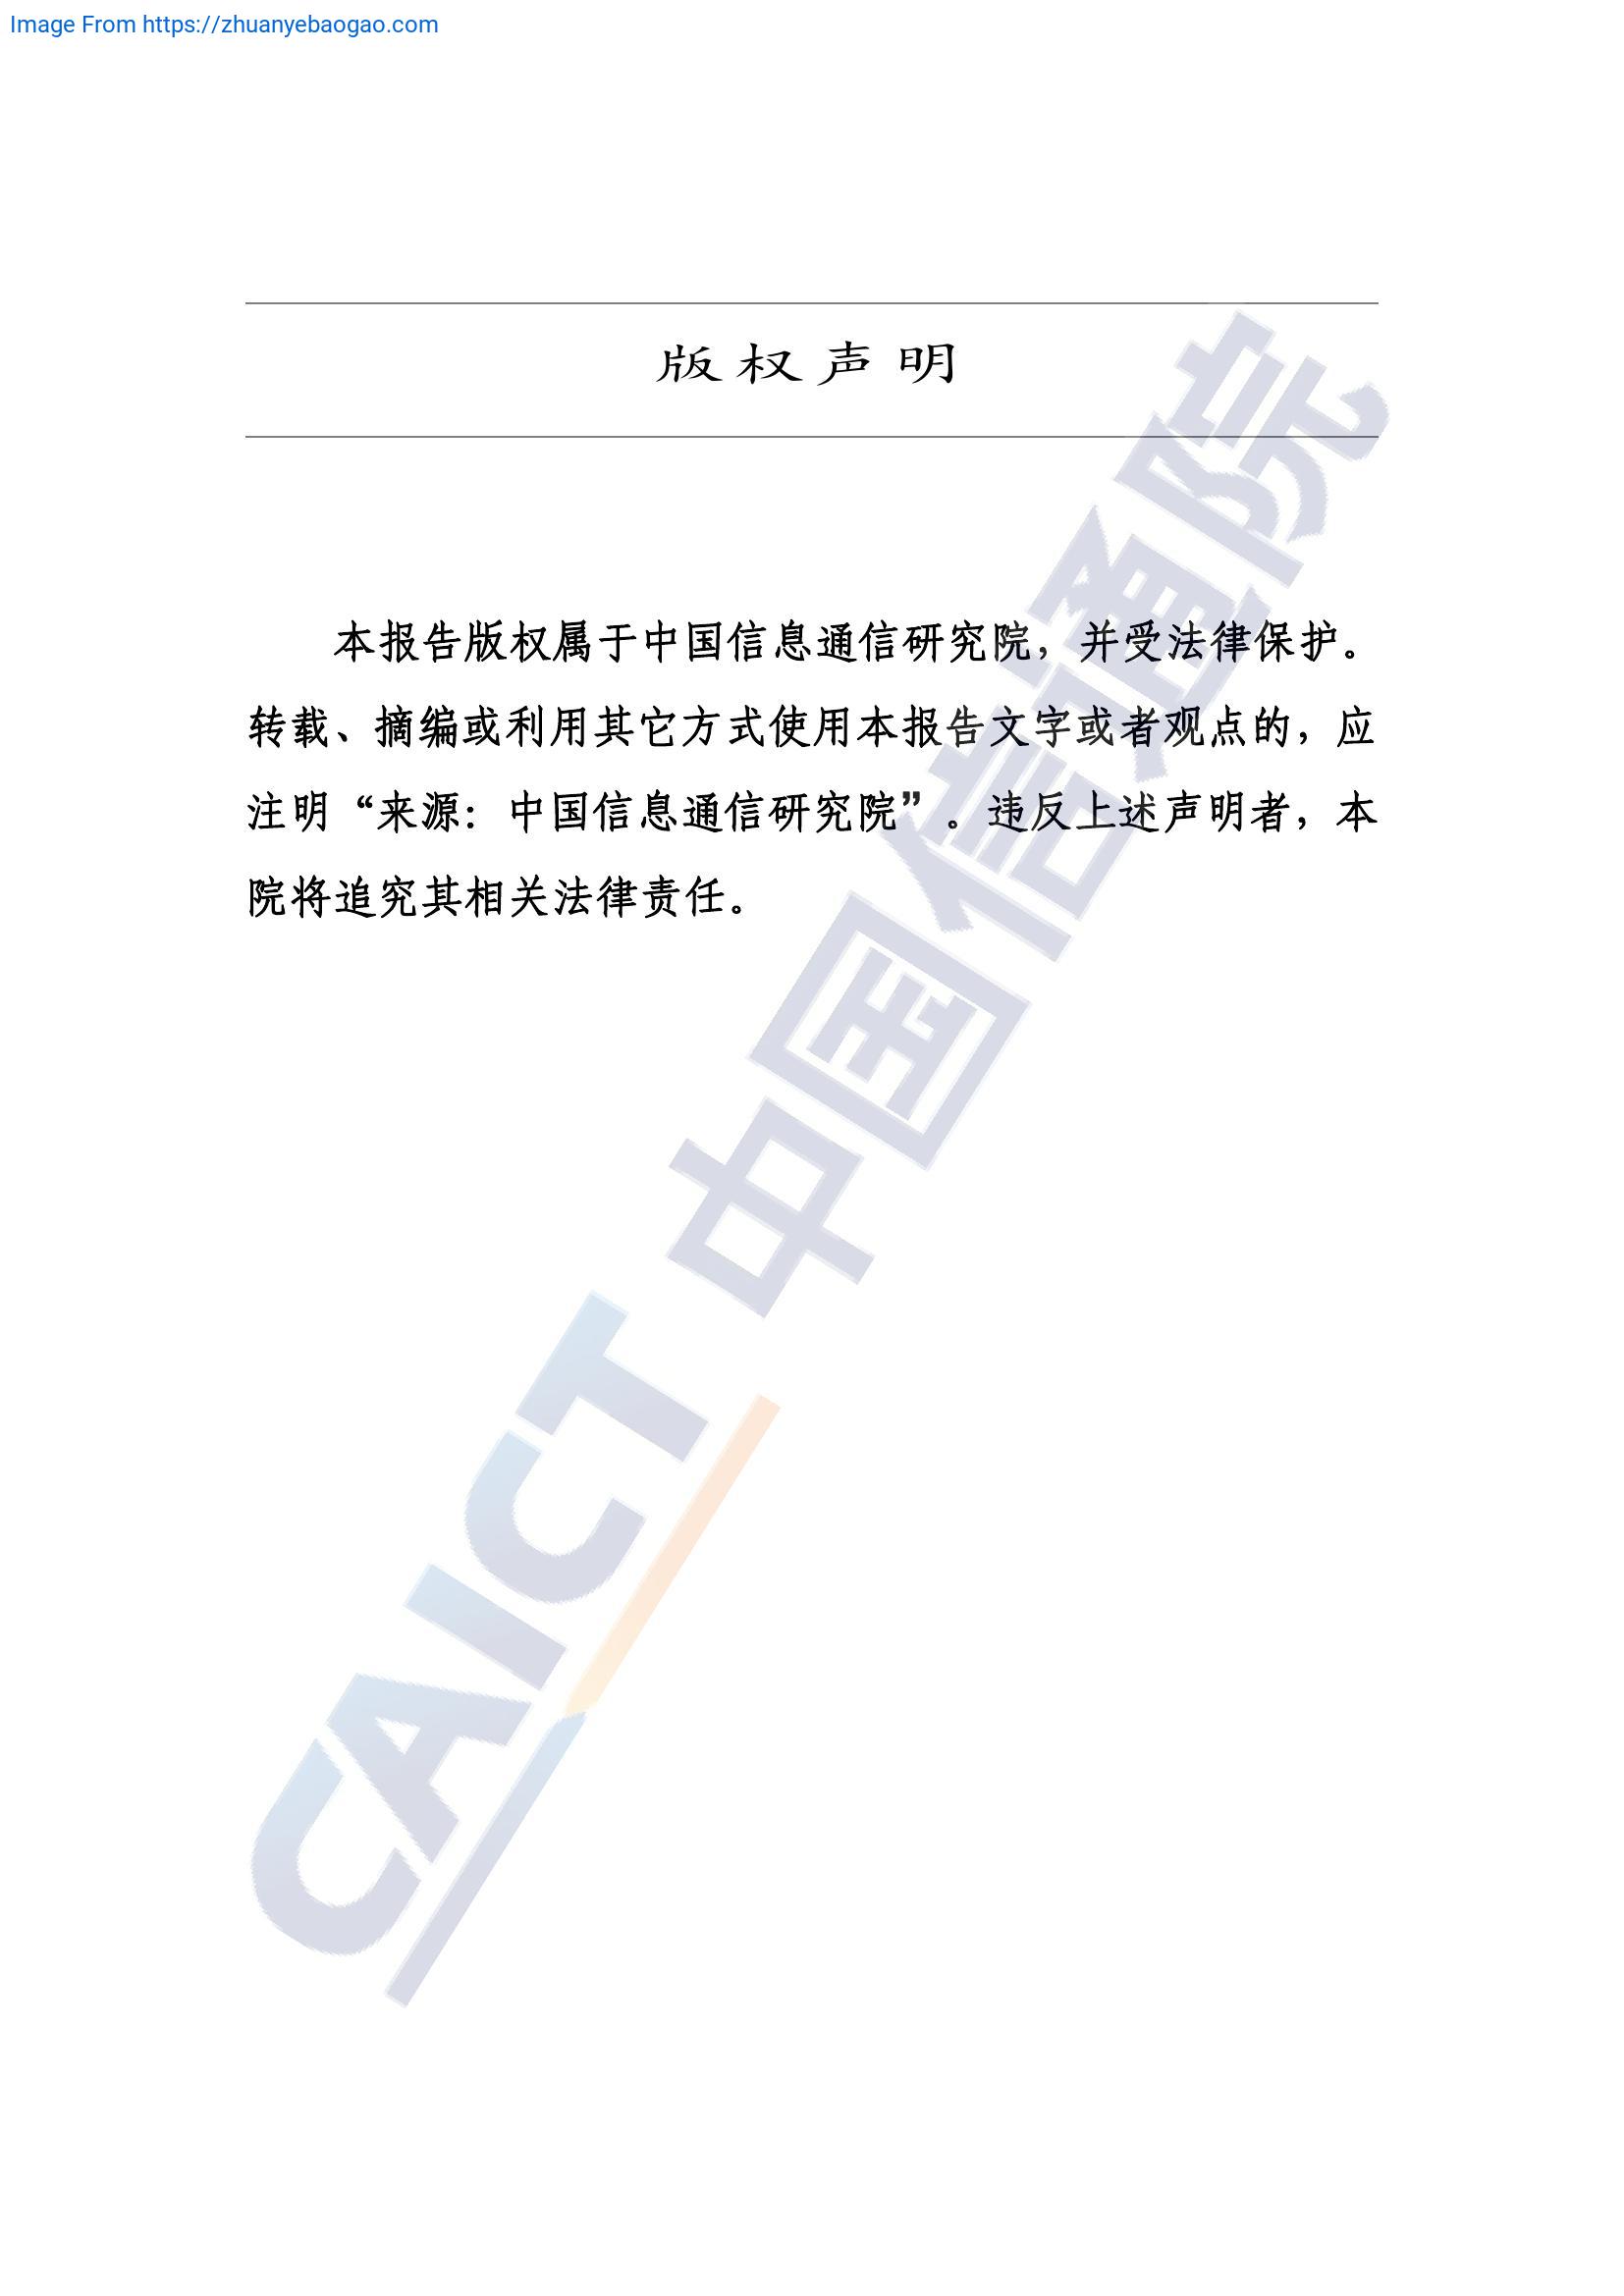 Image From https://zhuanyebaogao.com
版权声明
本报告版权属于中国信息通信研究院，并受法律保护。
转载、摘编或利用其它方式使用本报告文字或者观点的，应
注明“来源：中国信息通信研究院”。违反上述声明者，本
院将追究其相关法律责任。
CAICT 中国信通院